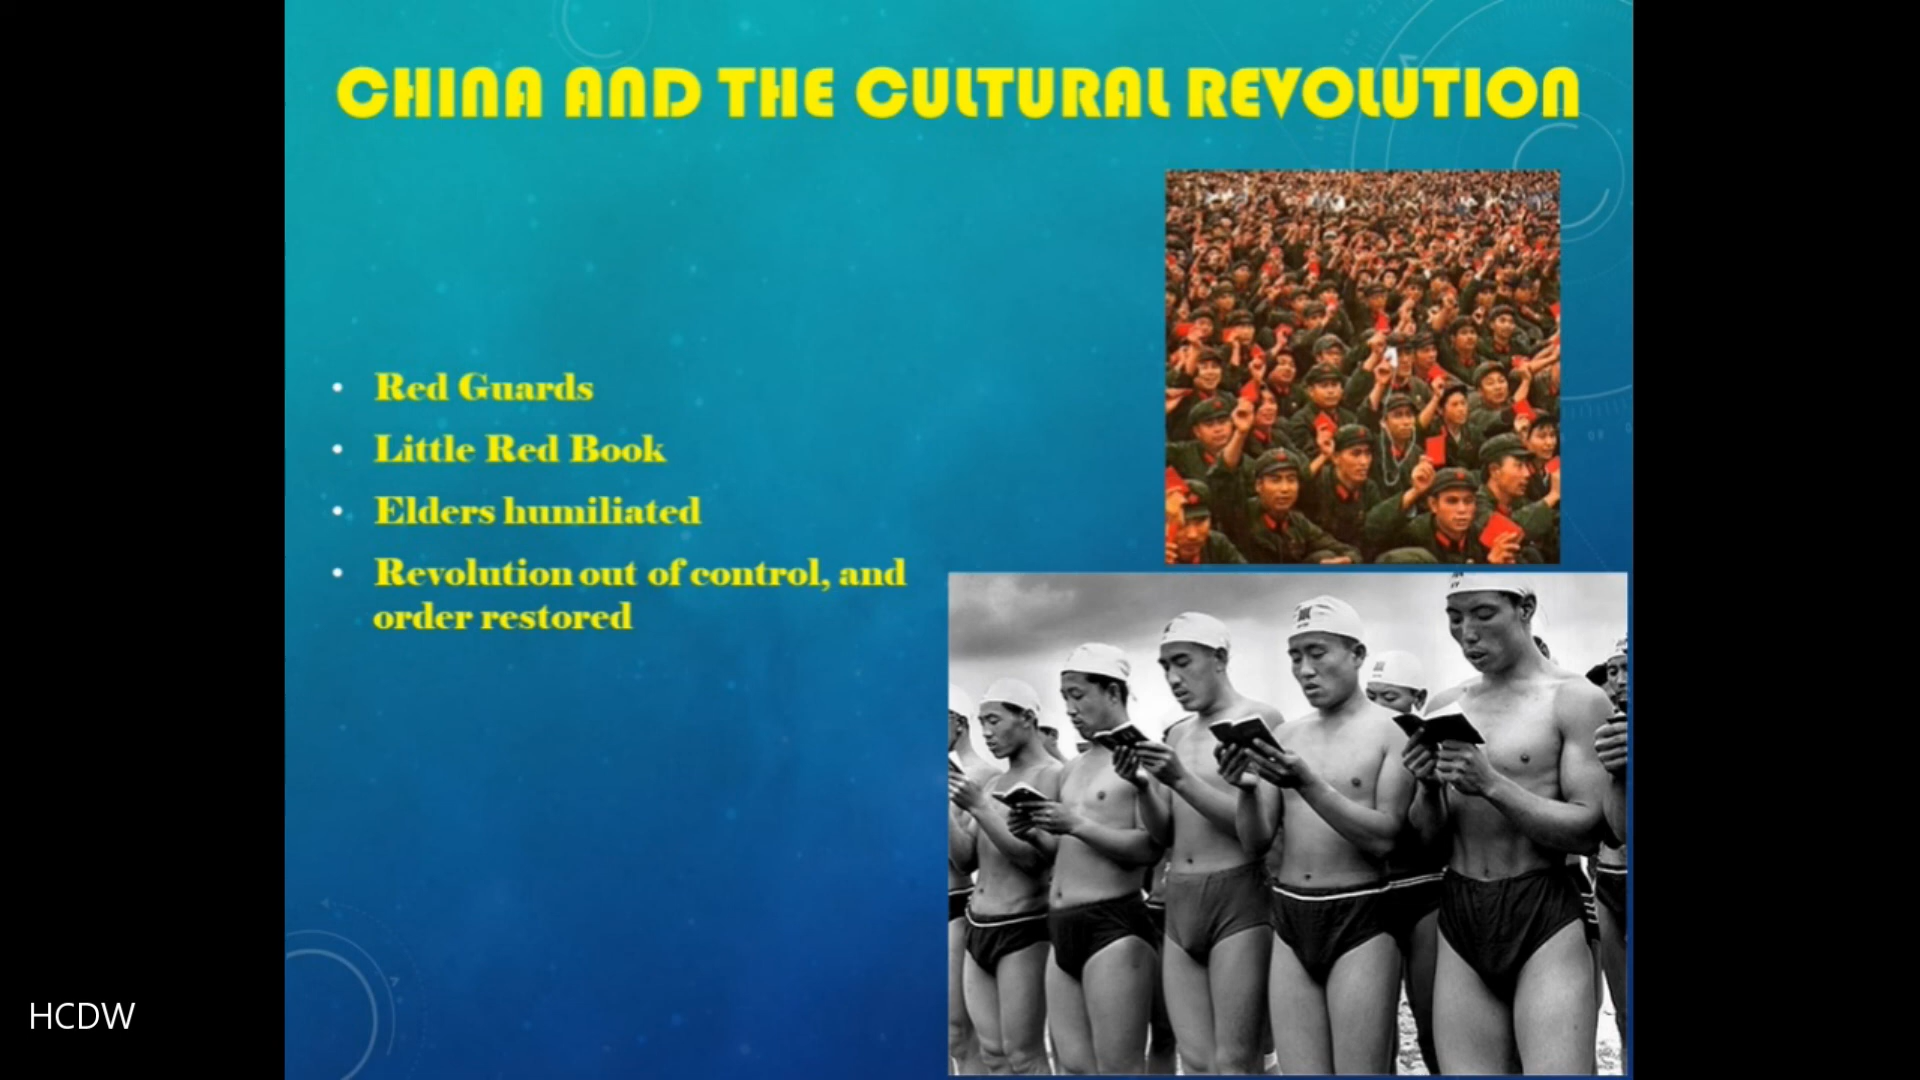 CHINA AND THE CULTURAL REVOLUTION
• Red Guards
• Little Red Book
• Elders humiliated
• Revolution out of control, and
order restored
HCDW